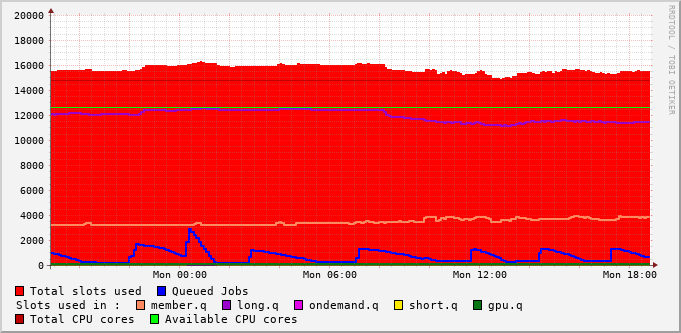 20000
18000
16000
14000
12000
10000
8000
6000
4000
2000
0
Mon 00:00 Mon 06:00 Mon 12:00 Mon 18:00
Total slots used Queued Jobs
Slots used in : member.q long.q ondemand.q short.q gpu.q
Total CPU cores Available CPU cores
RRDTOOL / TOBI OETIKER